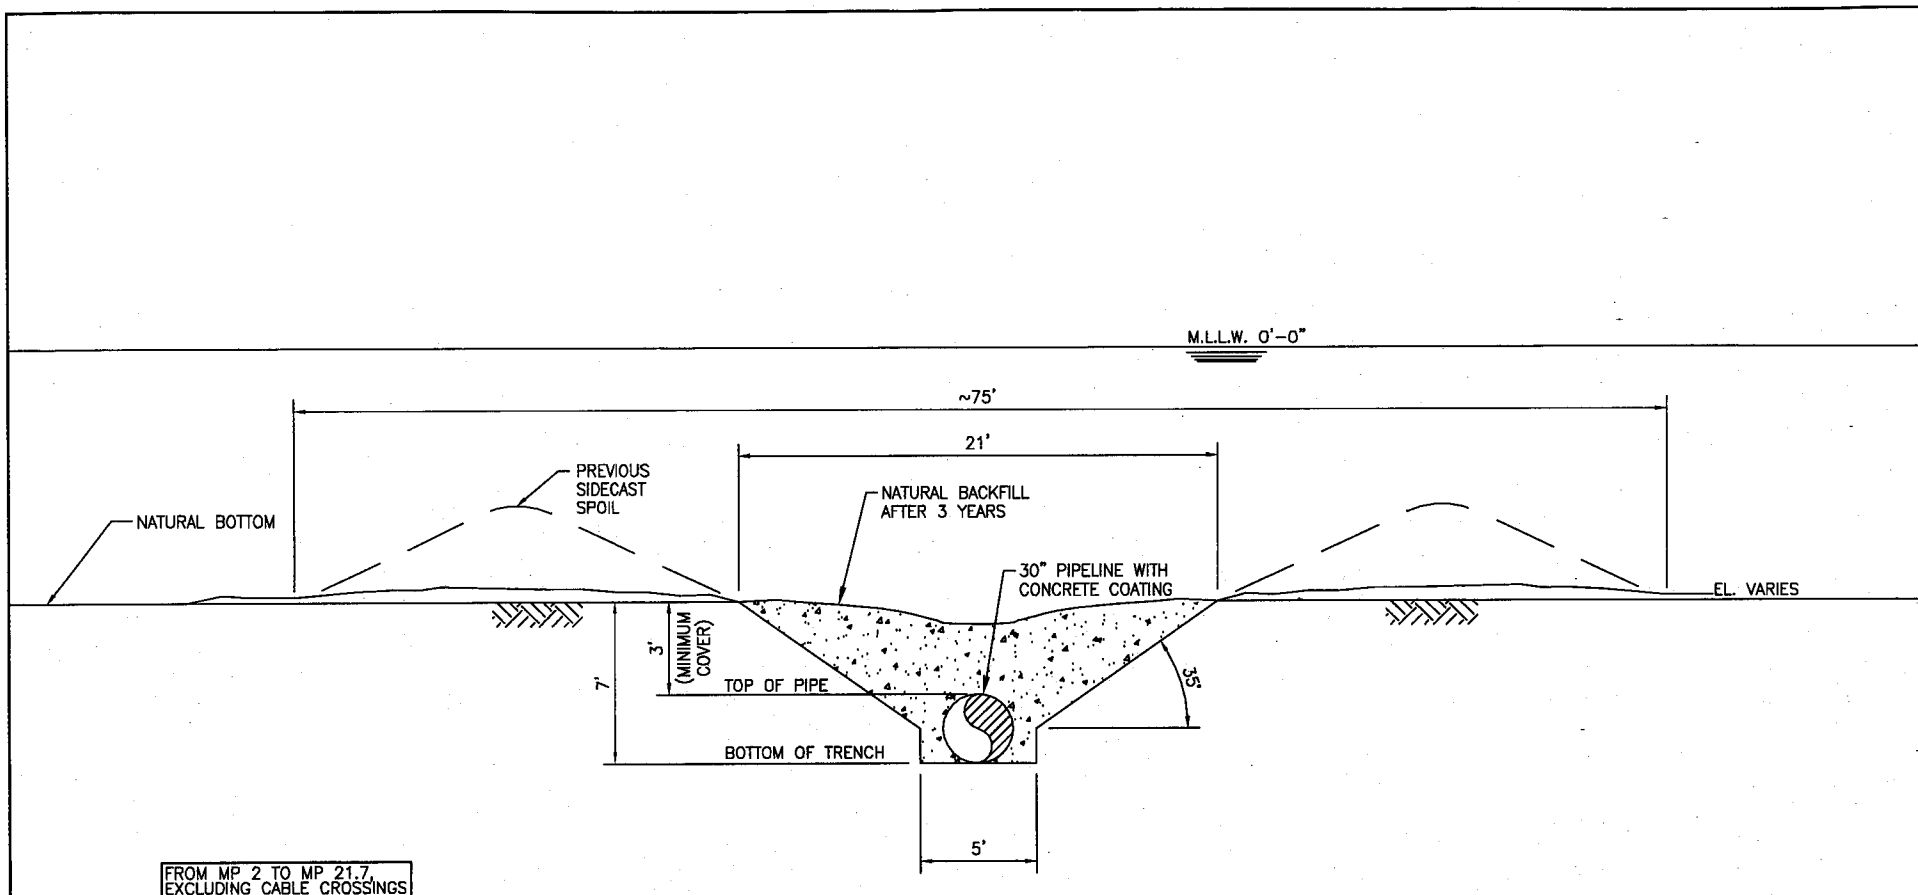 M.L.L.W. 0'-0"
~75'
21'
PREVIOUS
SIDECAST
SPOIL
NATURAL BACKFILL
AFTER 3 YEARS
NATURAL BOTTOM
30" PIPELINE WITH
CONCRETE COATING
EL. VARIES
3'
(MINIMUM
COVER)
7'
TOP OF PIPE
35°
BOTTOM OF TRENCH
5'
FROM MP 2 TO MP 21.7,
EXCLUDING CABLE CROSSINGS